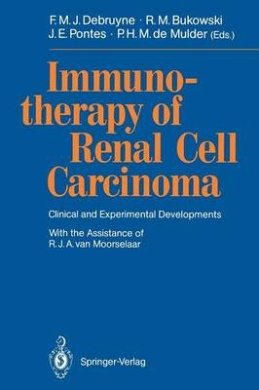 F. M. J. Debruyne · R. M. Bukowski
J. E. Pontes · P. H. M. de Mulder (Eds.)
Immuno-
therapy of
Renal Cell
Carcinoma
Clinical and Experimental Developments
With the Assistance of
R. J. A. van Moorselaar
Springer-Verlag